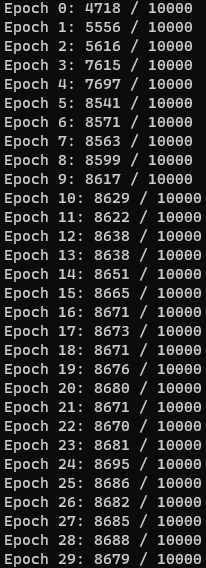 Epoch 0: 4718 / 10000
Epoch 1: 5556 / 10000
Epoch 2: 5616 / 10000
Epoch 3: 7615 / 10000
Epoch 4: 7697 / 10000
Epoch 5: 8541 / 10000
Epoch 6: 8571 / 10000
Epoch 7: 8563 / 10000
Epoch 8: 8599 / 10000
Epoch 9: 8617 / 10000
Epoch 10: 8629 / 10000
Epoch 11: 8622 / 10000
Epoch 12: 8638 / 10000
Epoch 13: 8638 / 10000
Epoch 14: 8651 / 10000
Epoch 15: 8665 / 10000
Epoch 16: 8671 / 10000
Epoch 17: 8673 / 10000
Epoch 18: 8671 / 10000
Epoch 19: 8676 / 10000
Epoch 20: 8680 / 10000
Epoch 21: 8671 / 10000
Epoch 22: 8670 / 10000
Epoch 23: 8681 / 10000
Epoch 24: 8695 / 10000
Epoch 25: 8686 / 10000
Epoch 26: 8682 / 10000
Epoch 27: 8685 / 10000
Epoch 28: 8688 / 10000
Epoch 29: 8679 / 10000